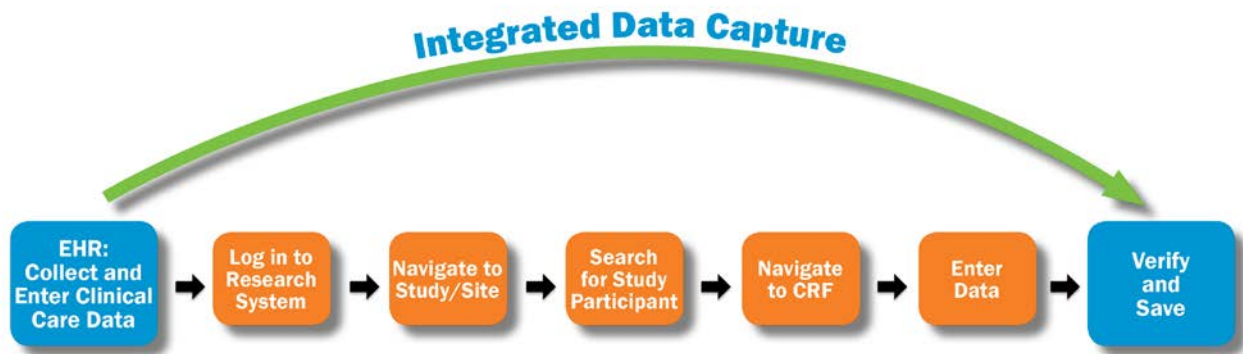 Integrated Data Capture
EHR:
Collect and
Enter Clinical
Care Data
Log in to
Research
System
Navigate to
Study/Site
Search
for Study
Participant
Navigate
to CRF
Enter
Data
Verify
and
Save